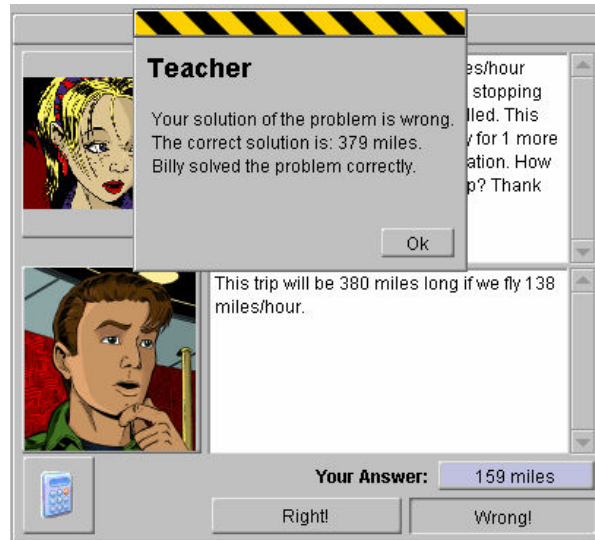 Teacher
Your solution of the problem is wrong.
The correct solution is: 379 miles.
Billy solved the problem correctly.
Ok
es/hour
stopping
lled. This
for 1 more
ation. How
p? Thank
This trip will be 380 miles long if we fly 138
miles/hour.
Your Answer: 159 miles
Right! Wrong!